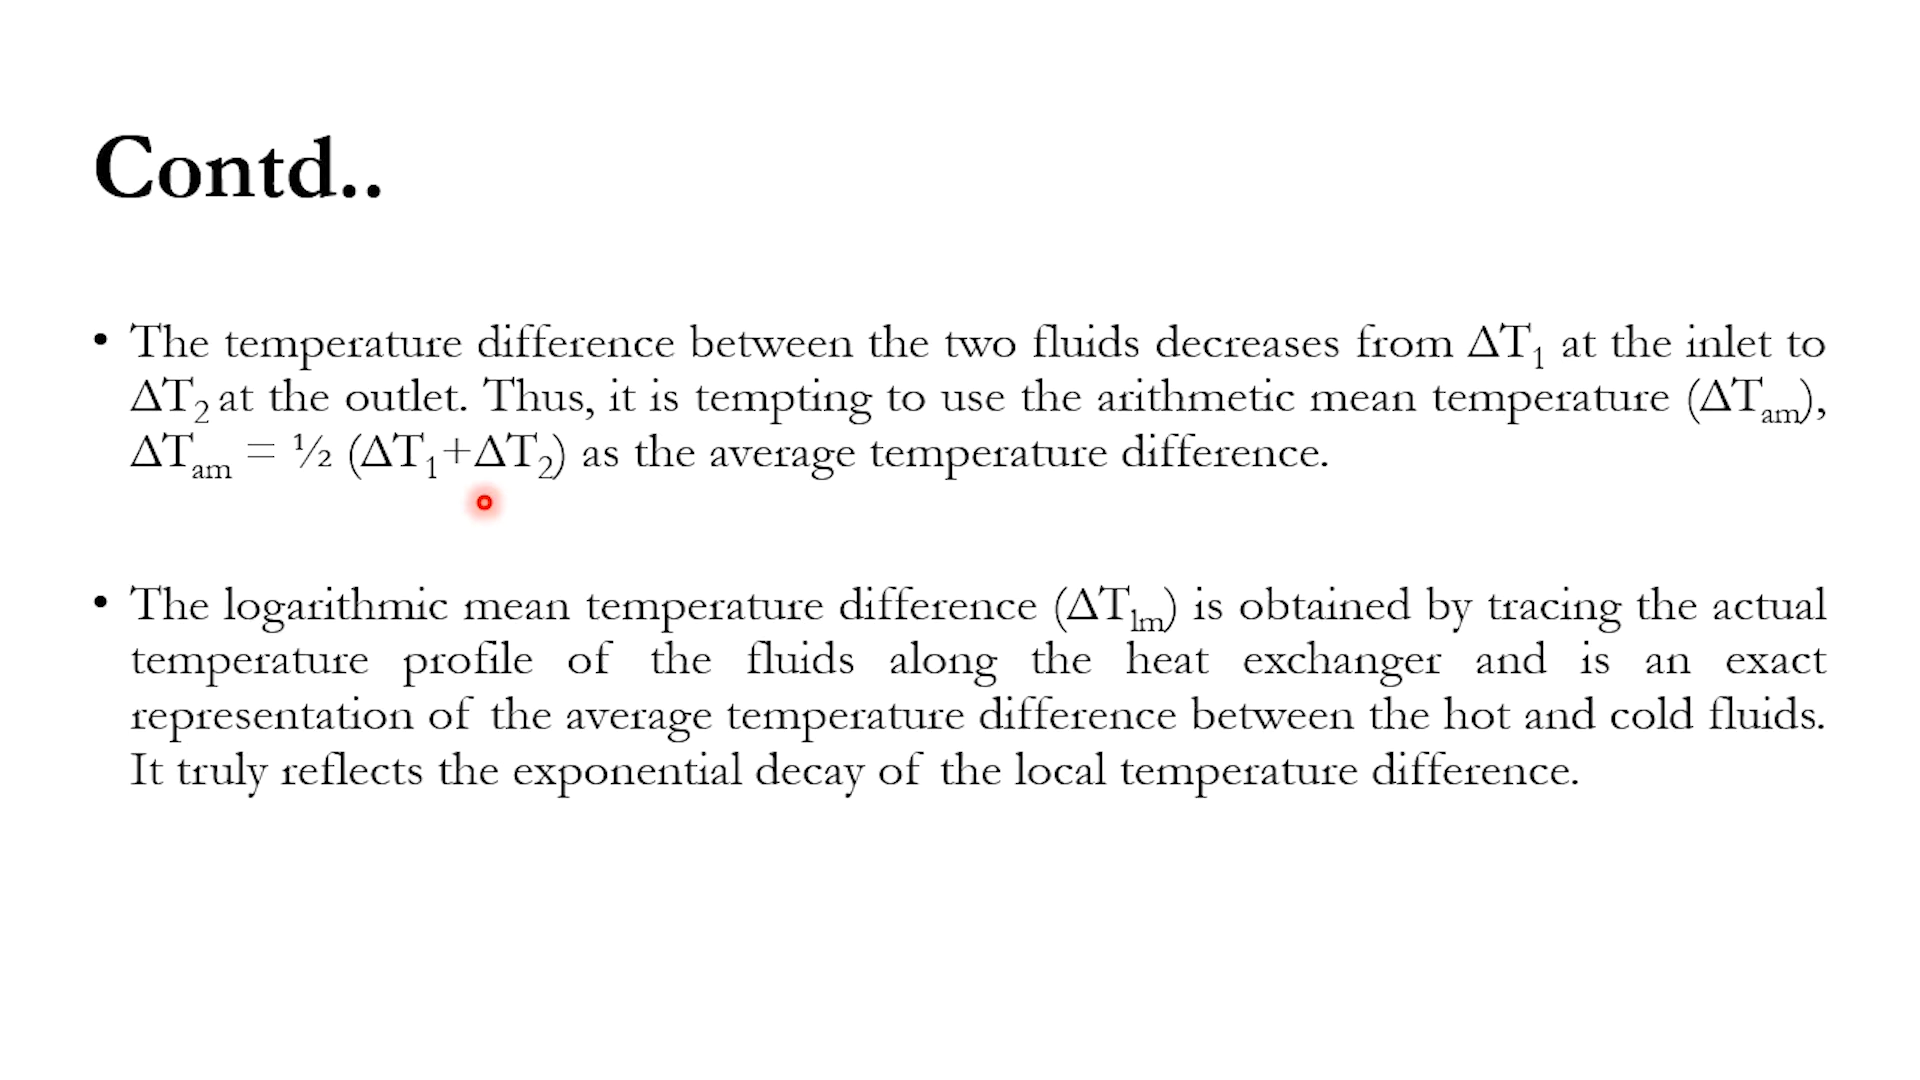 Contd..
• The temperature difference between the two fluids decreases from ΔT₁ at the inlet to
ΔT₂ at the outlet. Thus, it is tempting to use the arithmetic mean temperature (ΔTam),
ΔTam = ½ (ΔT₁+ΔT₂) as the average temperature difference.
• The logarithmic mean temperature difference (ΔTlm) is obtained by tracing the actual
temperature profile of the fluids along the heat exchanger and is an exact
representation of the average temperature difference between the hot and cold fluids.
It truly reflects the exponential decay of the local temperature difference.